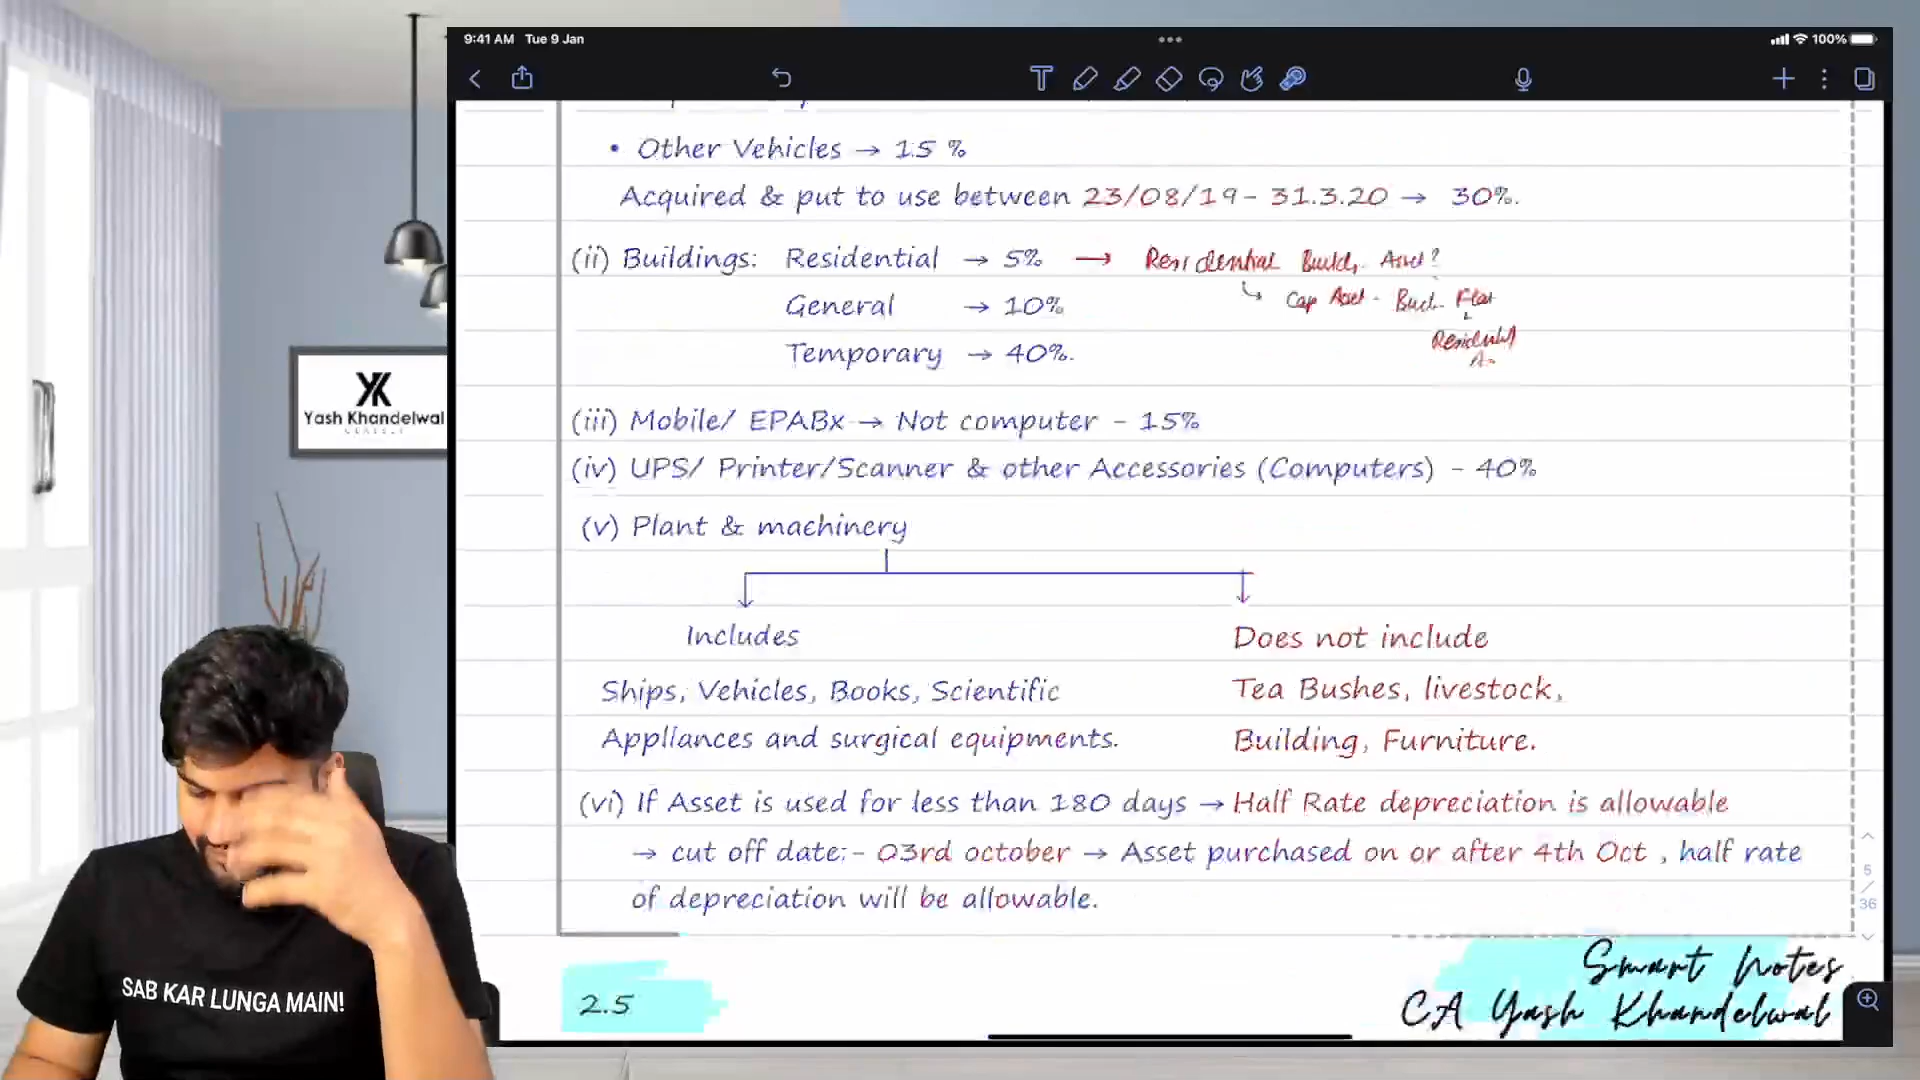 9:41 AM Tue 9 Jan
100%
• Other Vehicles → 15 %
Acquired & put to use between 23/08/19- 31.3.20 → 30%.
(ii) Buildings: Residential → 5% → Residential Build. Asset?
↳ Cap Asset - Buil. Flat
General → 10%
Residential
Temporary → 40%.
(iii) Mobile/ EPABx → Not computer - 15%
(iv) UPS/ Printer/Scanner & other Accessories (Computers) - 40%
(v) Plant & machinery
Includes
Does not include
Ships, Vehicles, Books, Scientific
Appliances and surgical equipments.
Tea Bushes, livestock,
Building, Furniture.
(vi) If Asset is used for less than 180 days → Half Rate depreciation is allowable
→ cut off date:- 03rd october → Asset purchased on or after 4th Oct , half rate
of depreciation will be allowable.
5
/
36
2.5
Smart Notes
CA Yash Khandelwal
YK
Yash Khandelwal
SAB KAR LUNGA MAIN!